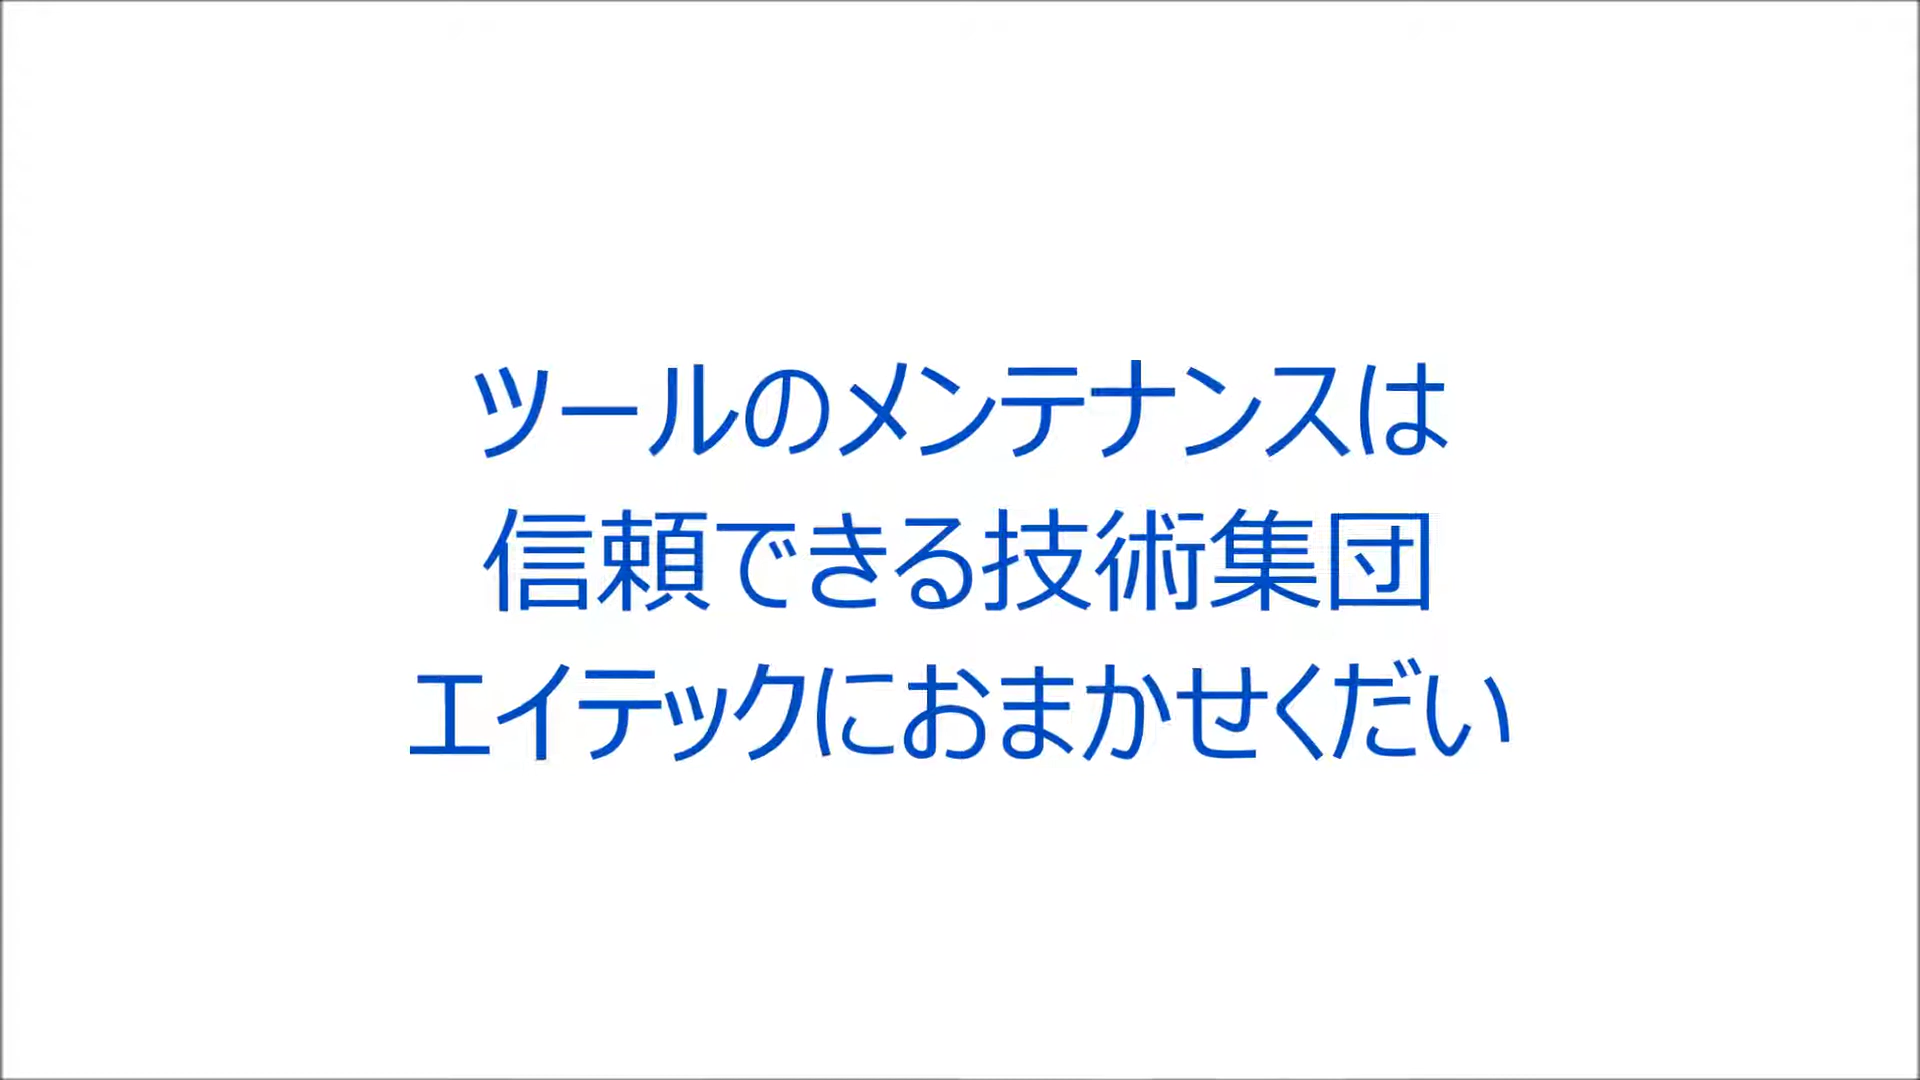 ツールのメンテナンスは
信頼できる技術集団
エイテックにおまかせくだい